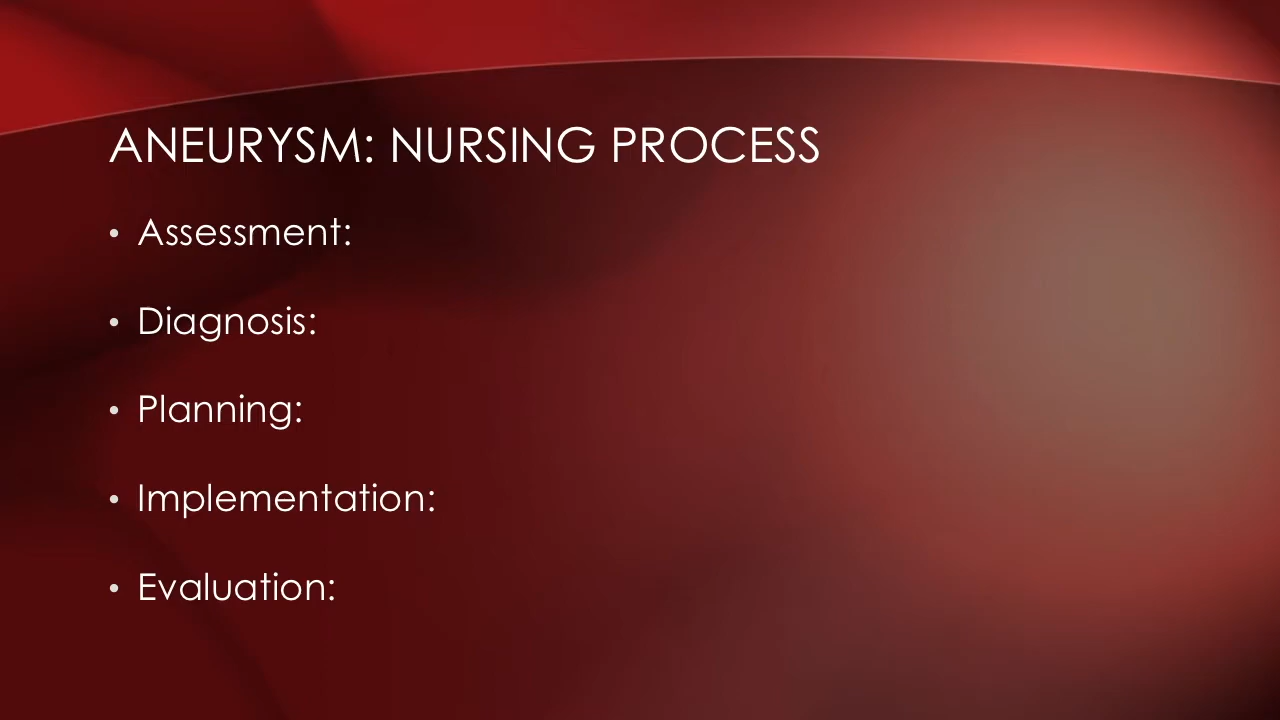 ANEURYSM: NURSING PROCESS
• Assessment:
• Diagnosis:
• Planning:
• Implementation:
• Evaluation: